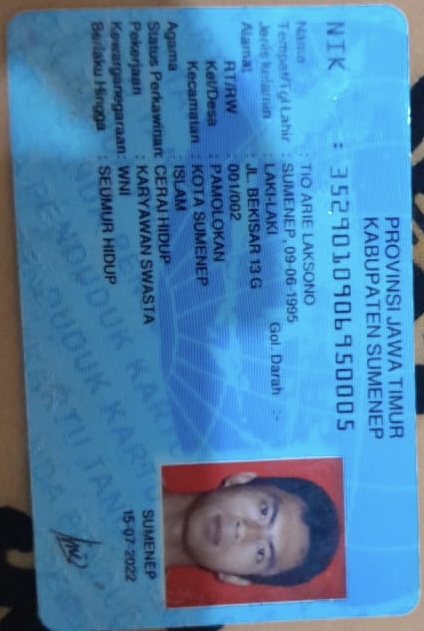 PROVINSI JAWA TIMUR
KABUPATEN SUMENEP
NIK : 3529010906950005
Nama : TIO ARIE LAKSONO
Tempat/Tgl Lahir : SUMENEP, 09-06-1995
Jenis kelamin : LAKI-LAKI Gol. Darah : -
Alamat : JL. BEKISAR 13 G
RT/RW : 001/002
Kel/Desa : PAMOLOKAN
Kecamatan : KOTA SUMENEP
Agama : ISLAM
Status Perkawinan: CERAI HIDUP
Pekerjaan : KARYAWAN SWASTA
Kewarganegaraan: WNI
Berlaku Hingga : SEUMUR HIDUP
SUMENEP
15-07-2022